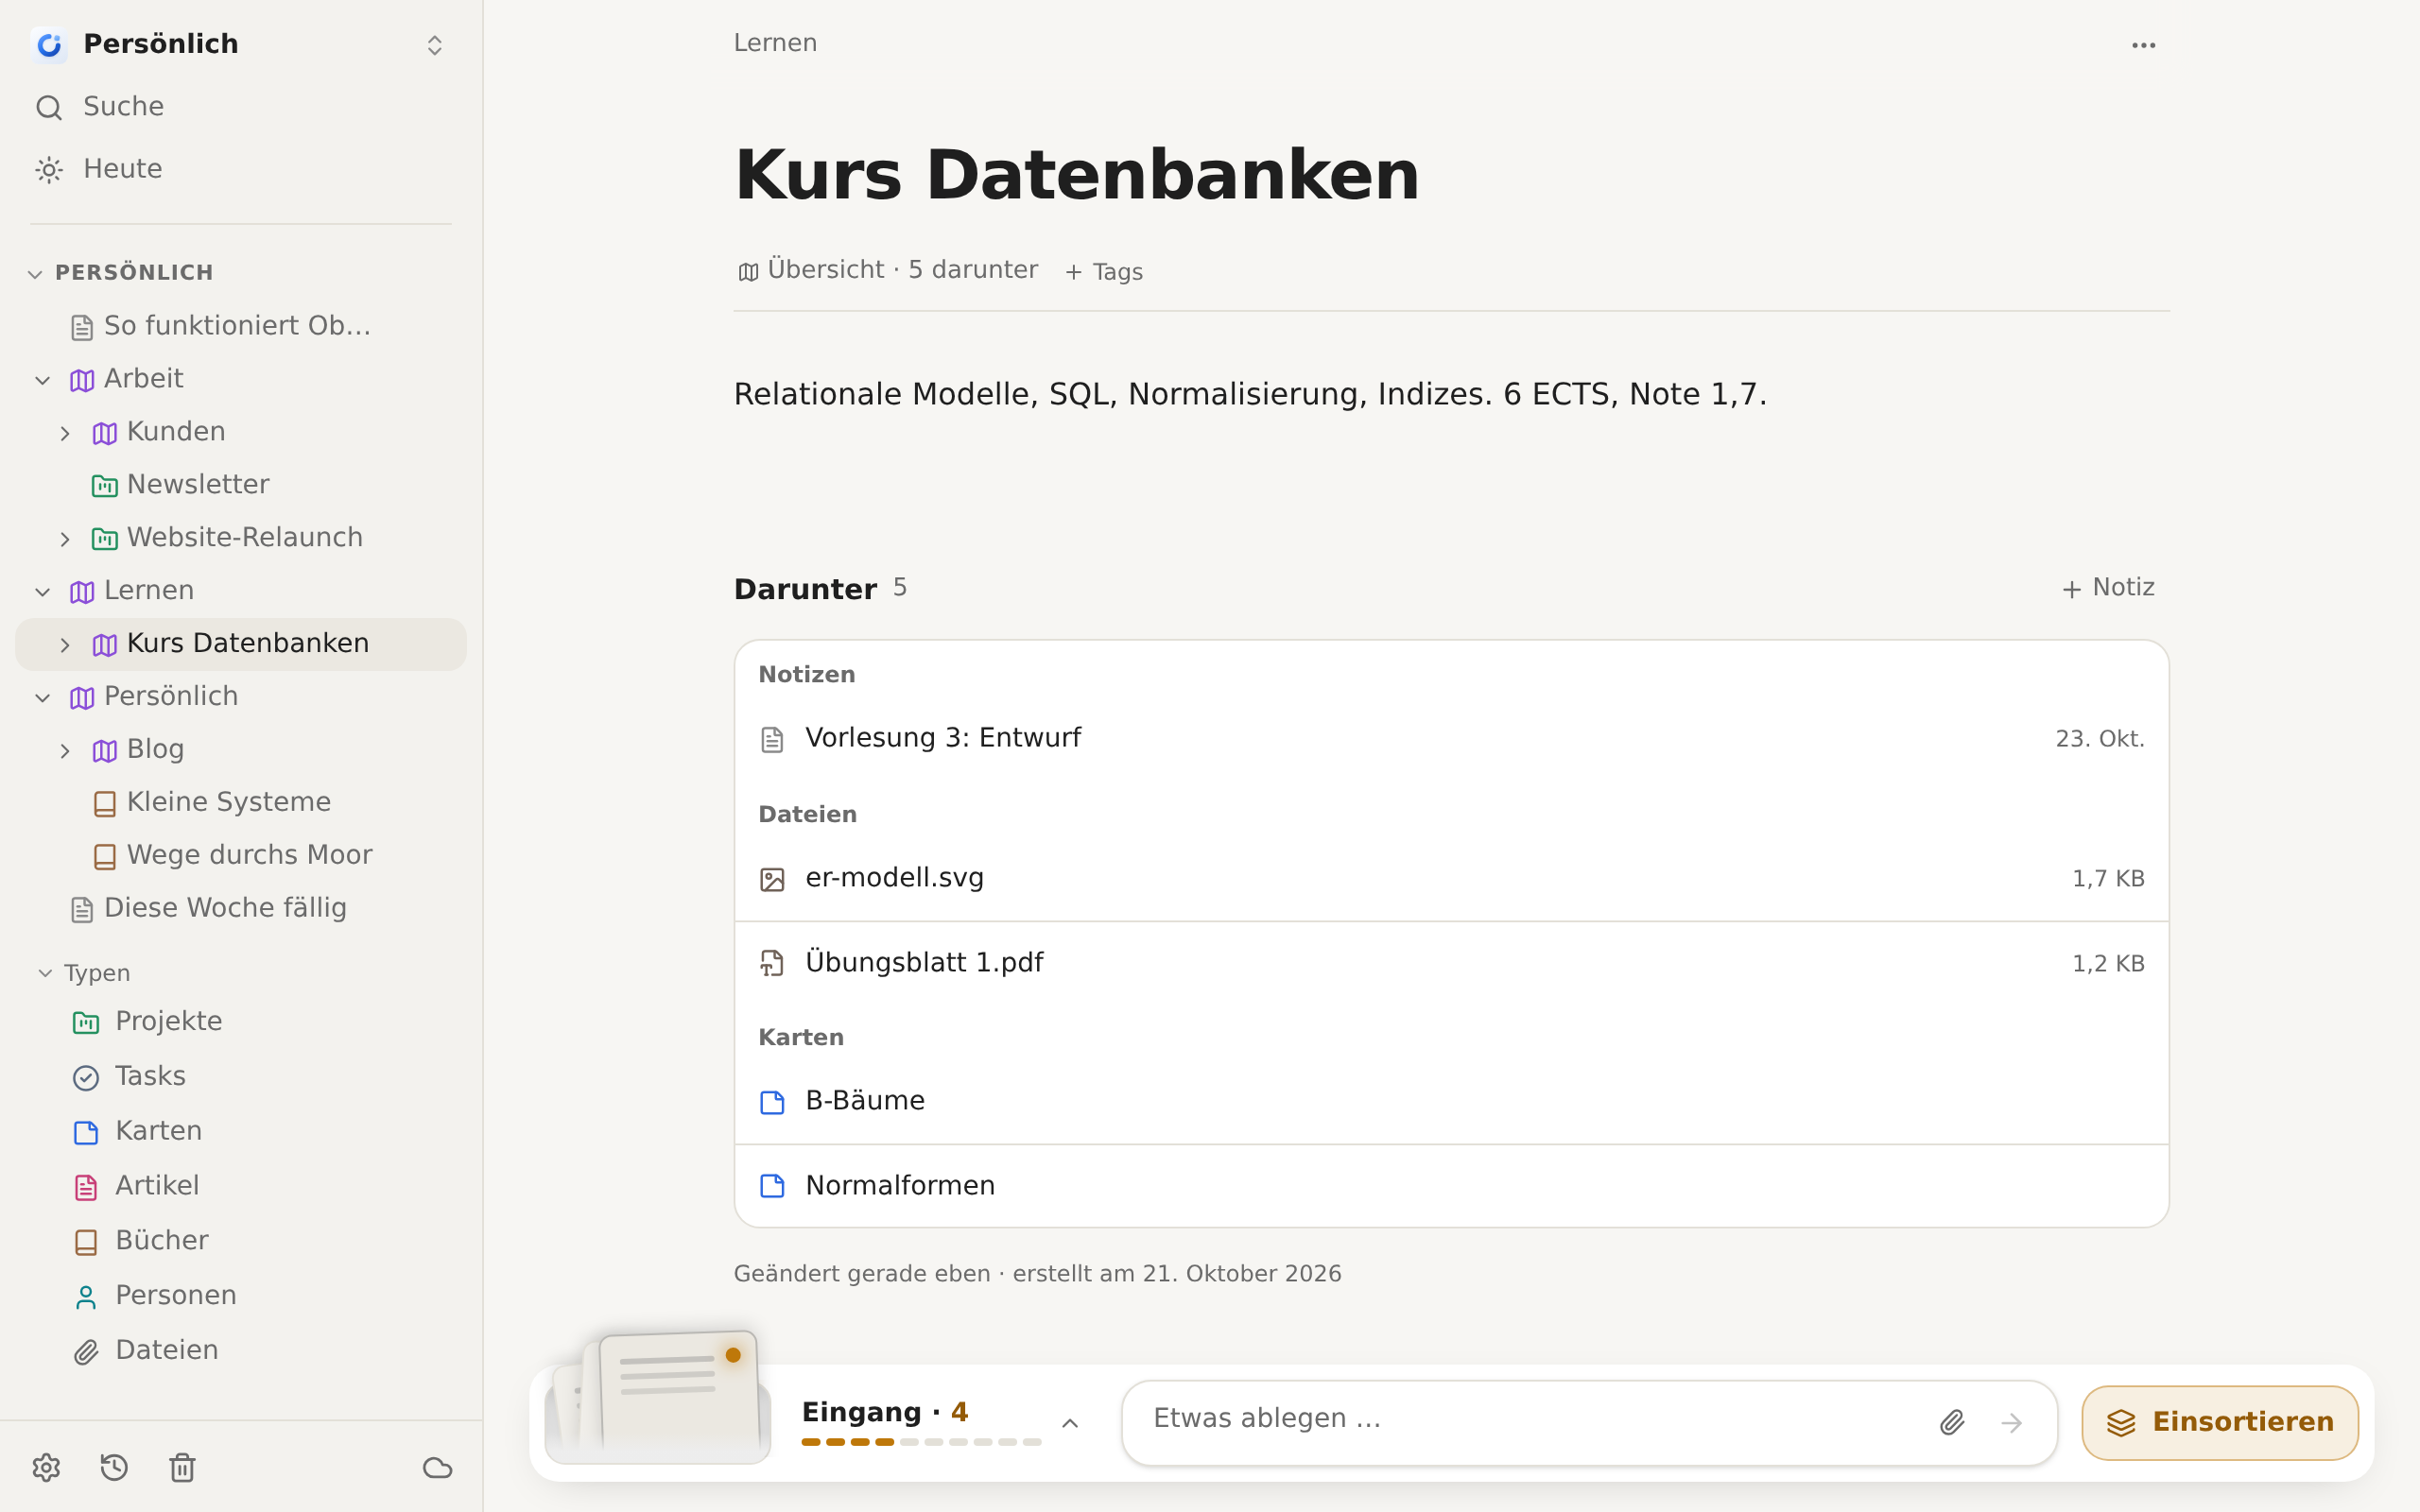 Persönlich
Suche
Heute
PERSÖNLICH
So funktioniert Ob…
Arbeit
Kunden
Newsletter
Website-Relaunch
Lernen
Kurs Datenbanken
Persönlich
Blog
Kleine Systeme
Wege durchs Moor
Diese Woche fällig
Typen
Projekte
Tasks
Karten
Artikel
Bücher
Personen
Dateien
Lernen
Kurs Datenbanken
Übersicht · 5 darunter + Tags
Relationale Modelle, SQL, Normalisierung, Indizes. 6 ECTS, Note 1,7.
Darunter 5 + Notiz
Notizen
Vorlesung 3: Entwurf 23. Okt.
Dateien
er-modell.svg 1,7 KB
Übungsblatt 1.pdf 1,2 KB
Karten
B-Bäume
Normalformen
Geändert gerade eben · erstellt am 21. Oktober 2026
Eingang · 4
Etwas ablegen …
Einsortieren